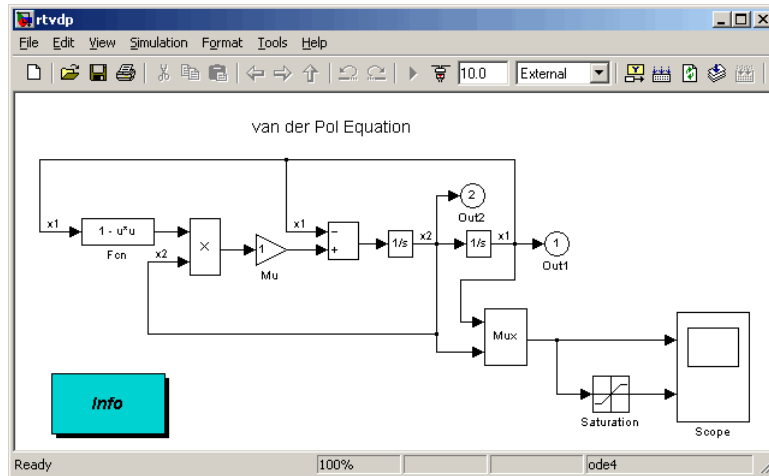 rtvdp
File Edit View Simulation Format Tools Help
10.0 External
van der Pol Equation
x1
1 - u*u
Fcn
x2
×
1
Mu
x1
−
+
1/s
x2
1/s
x1
2
Out2
1
Out1
Mux
Saturation
Scope
Info
Ready 100% ode4